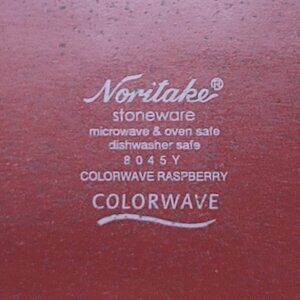 Noritake®
stoneware
microwave & oven safe
dishwasher safe
8045Y
COLORWAVE RASPBERRY
COLORWAVE